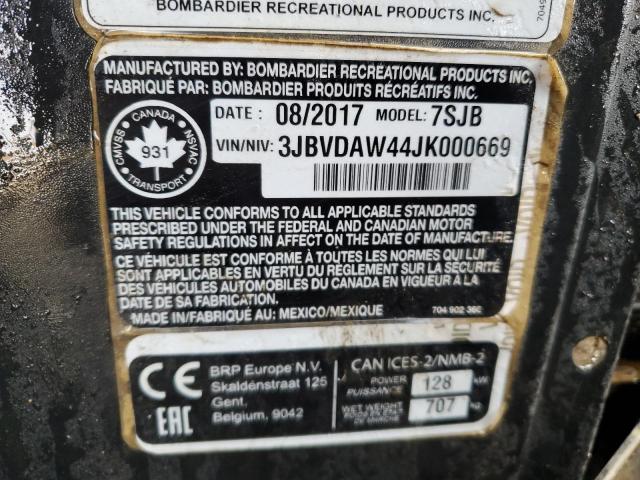 BOMBARDIER RECREATIONAL PRODUCTS INC.
MANUFACTURED BY: BOMBARDIER RECREATIONAL PRODUCTS INC.
FABRIQUÉ PAR: BOMBARDIER PRODUITS RÉCRÉATIFS INC.
CANADA
CMVSS
931
NSVAC
TRANSPORT
DATE : 08/2017 MODEL: 7SJB
VIN/NIV: 3JBVDAW44JK000669
THIS VEHICLE CONFORMS TO ALL APPLICABLE STANDARDS
PRESCRIBED UNDER THE FEDERAL AND CANADIAN MOTOR
SAFETY REGULATIONS IN AFFECT ON THE DATE OF MANUFACTURE.
CE VÉHICULE EST CONFORME À TOUTES LES NORMES QUI LUI
SONT APPLICABLES EN VERTU DU RÈGLEMENT SUR LA SÉCURITÉ
DES VÉHICULES AUTOMOBILES DU CANADA EN VIGUEUR À LA
DATE DE SA FABRICATION.
MADE IN/FABRIQUÉ AU: MEXICO/MEXIQUE
704 902 360
CE
EAC
BRP Europe N.V.
Skaldenstraat 125
Gent,
Belgium, 9042
CAN ICES-2/NMB-2
POWER
PUISSANCE
128 kW
WET WEIGHT
POIDS EN ORDRE
DE MARCHE
707 kg